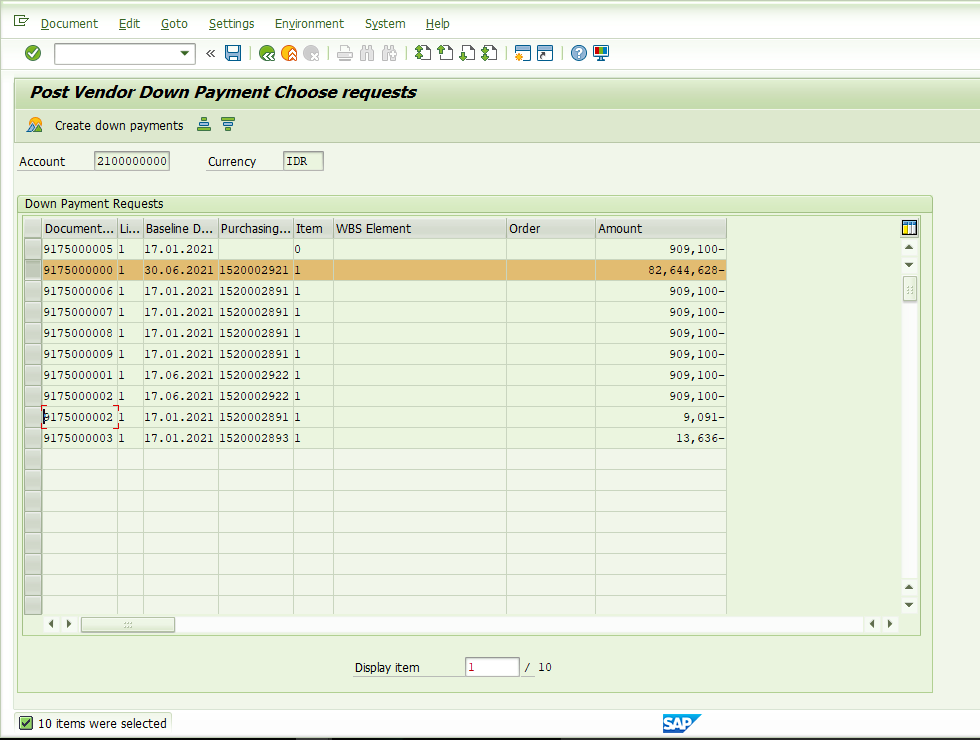 Document Edit Goto Settings Environment System Help
Post Vendor Down Payment Choose requests
Create down payments
Account 2100000000 Currency IDR
Down Payment Requests
Document... Li... Baseline D... Purchasing... Item WBS Element Order Amount
9175000005 1 17.01.2021 0 909,100-
9175000000 1 30.06.2021 1520002921 1 82,644,628-
9175000006 1 17.01.2021 1520002891 1 909,100-
9175000007 1 17.01.2021 1520002891 1 909,100-
9175000008 1 17.01.2021 1520002891 1 909,100-
9175000009 1 17.01.2021 1520002891 1 909,100-
9175000001 1 17.06.2021 1520002922 1 909,100-
9175000002 1 17.06.2021 1520002922 1 909,100-
9175000002 1 17.01.2021 1520002891 1 9,091-
9175000003 1 17.01.2021 1520002893 1 13,636-
Display item 1 / 10
10 items were selected
SAP